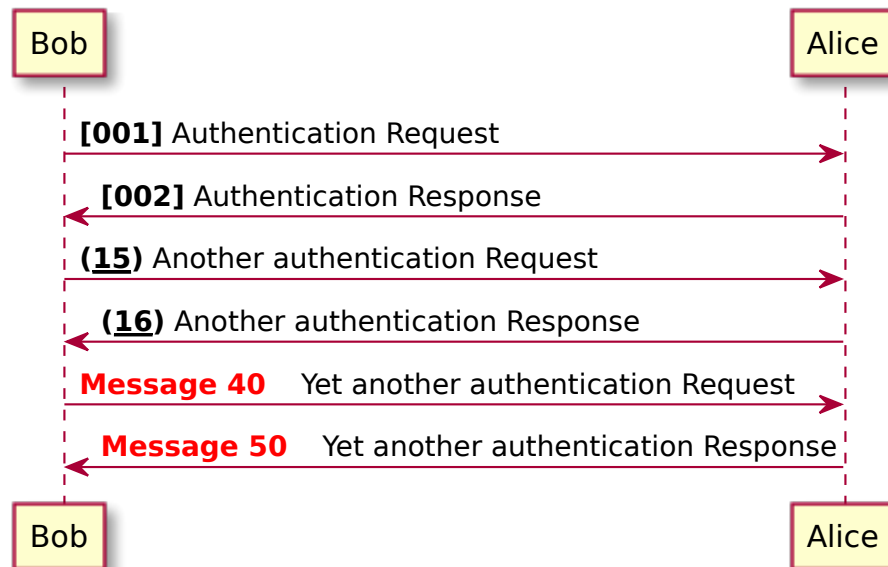 Bob Alice
[001] Authentication Request
[002] Authentication Response
(15) Another authentication Request
(16) Another authentication Response
Message 40 Yet another authentication Request
Message 50 Yet another authentication Response
Bob Alice